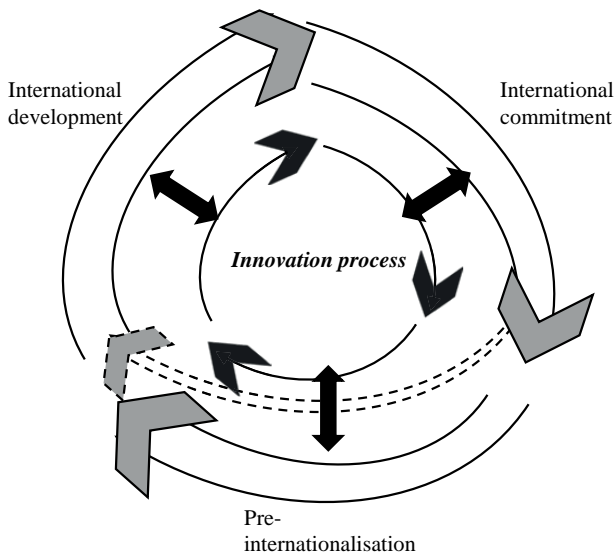 International
development
International
commitment
Innovation process
Pre-
internationalisation